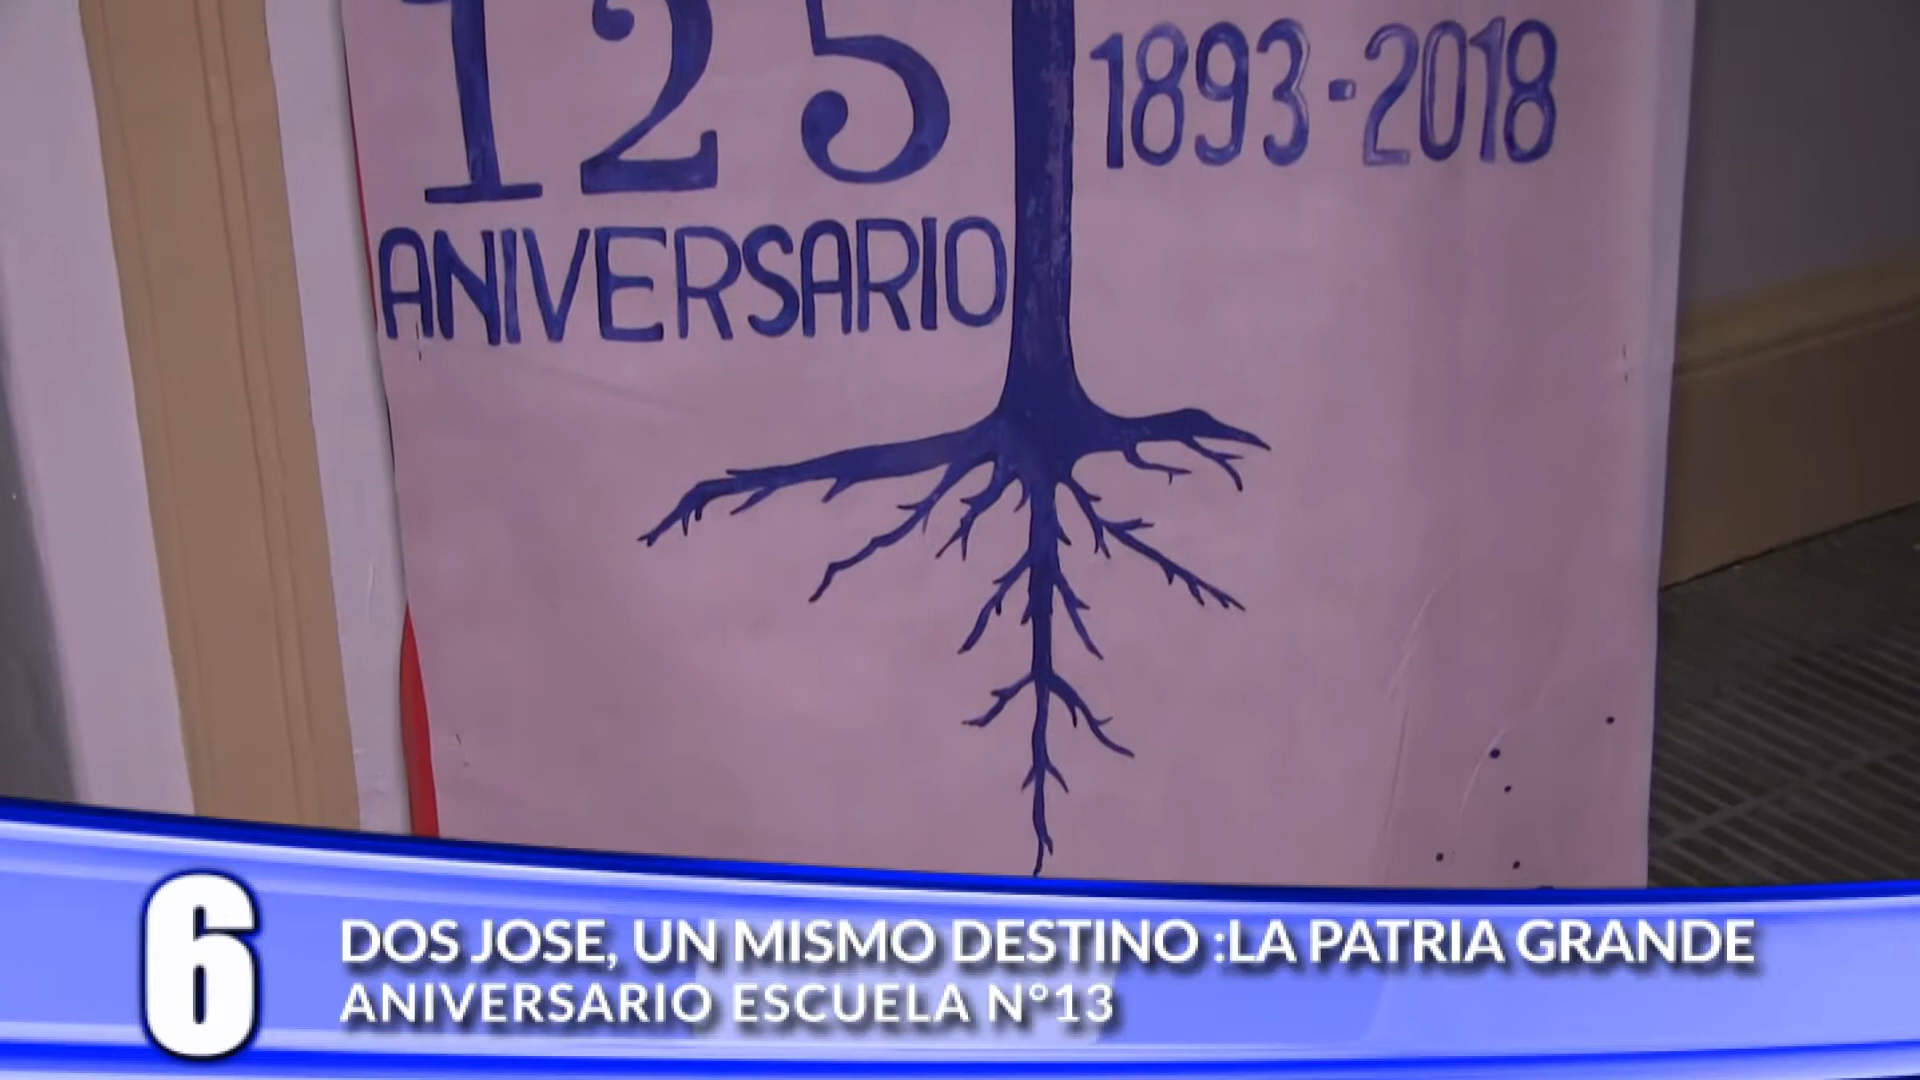 125
1893-2018
ANIVERSARIO
6
DOS JOSE, UN MISMO DESTINO :LA PATRIA GRANDE
ANIVERSARIO ESCUELA N°13